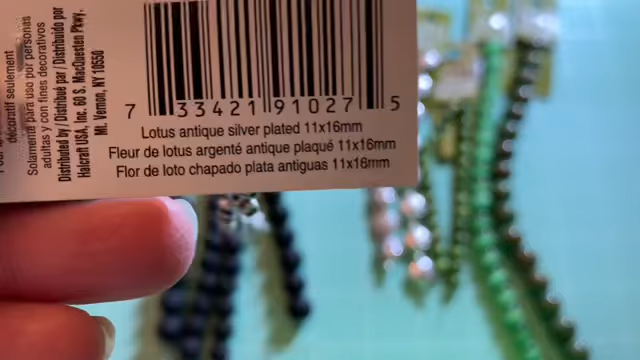 décoratif seulement
Solamente para uso por personas
adultas y con fines decorativos
Distributed by / Distribué par / Distribuido por
Halcraft USA, Inc. 60 S. MacQuesten Pkwy.
Mt. Vernon, NY 10550
7 33421 91027 5
Lotus antique silver plated 11x16mm
Fleur de lotus argenté antique plaqué 11x16mm
Flor de loto chapado plata antiguas 11x16mm